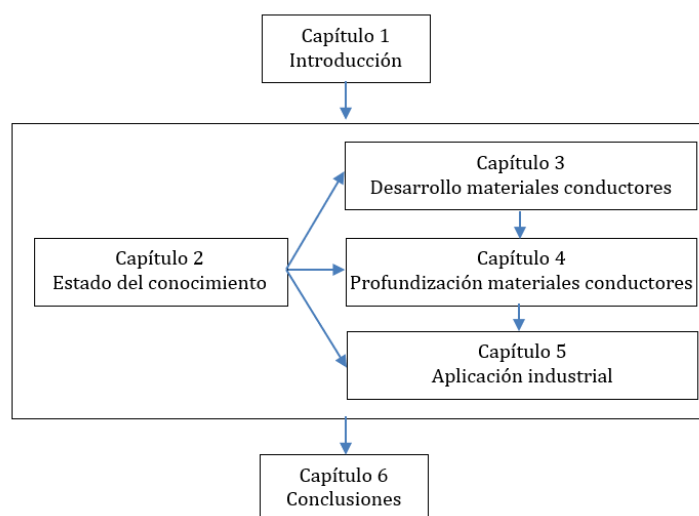 Capítulo 1
Introducción
Capítulo 3
Desarrollo materiales conductores
Capítulo 2
Estado del conocimiento
Capítulo 4
Profundización materiales conductores
Capítulo 5
Aplicación industrial
Capítulo 6
Conclusiones